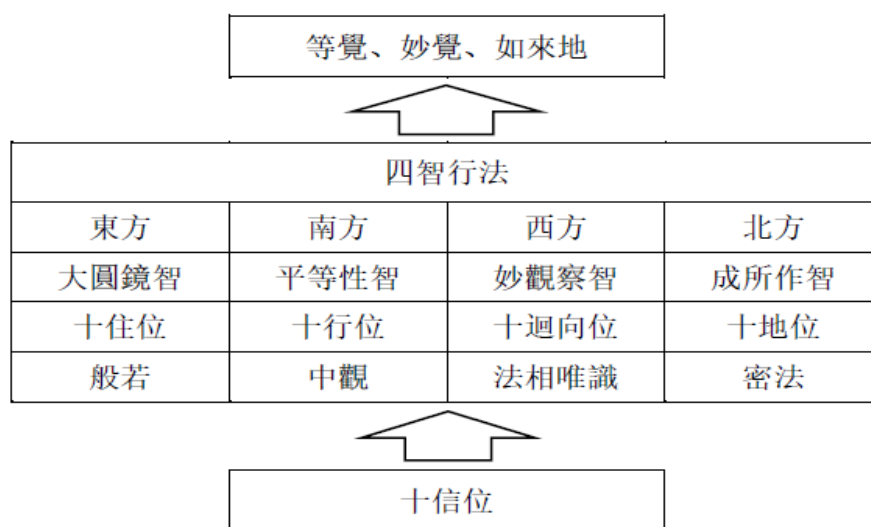 等覺、妙覺、如來地
四智行法
東方 南方 西方 北方
大圓鏡智 平等性智 妙觀察智 成所作智
十住位 十行位 十迴向位 十地位
般若 中觀 法相唯識 密法
十信位